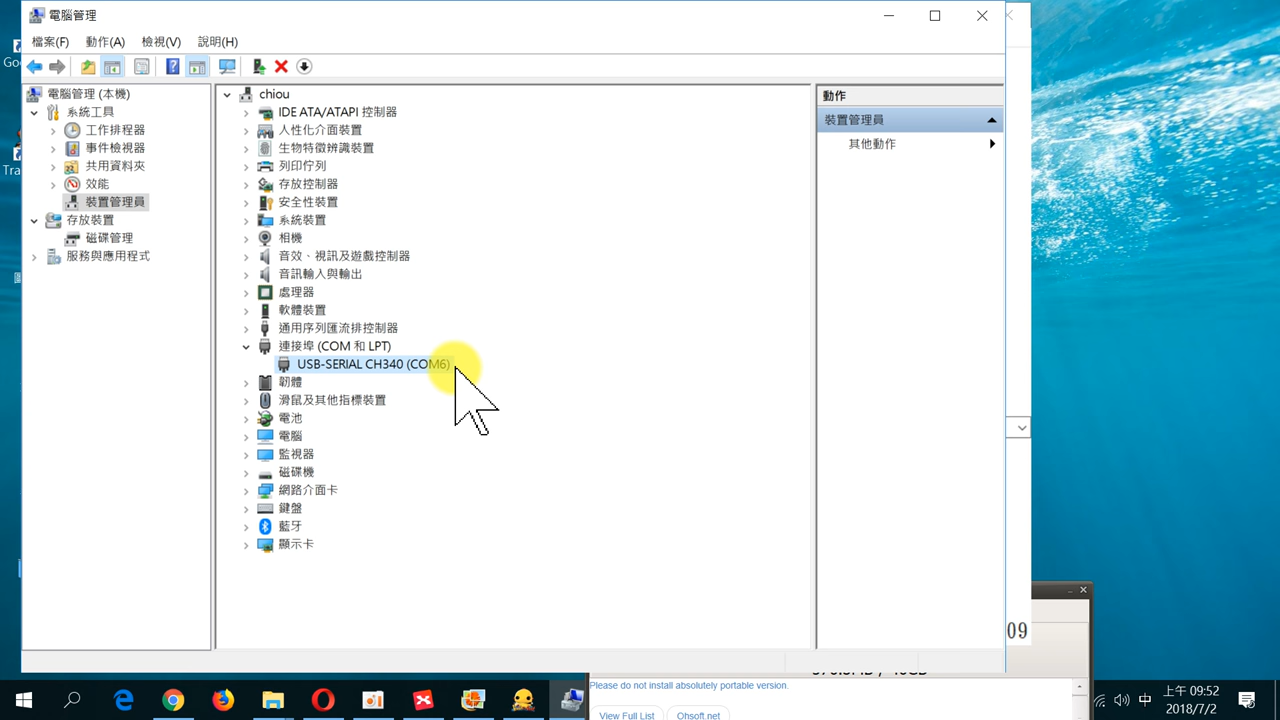 電腦管理
檔案(F) 動作(A) 檢視(V) 說明(H)
電腦管理 (本機)
系統工具
工作排程器
事件檢視器
共用資料夾
效能
裝置管理員
存放裝置
磁碟管理
服務與應用程式
chiou
IDE ATA/ATAPI 控制器
人性化介面裝置
生物特徵辨識裝置
列印佇列
存放控制器
安全性裝置
系統裝置
相機
音效、視訊及遊戲控制器
音訊輸入與輸出
處理器
軟體裝置
通用序列匯流排控制器
連接埠 (COM 和 LPT)
USB-SERIAL CH340 (COM6)
韌體
滑鼠及其他指標裝置
電池
電腦
監視器
磁碟機
網路介面卡
鍵盤
藍牙
顯示卡
動作
裝置管理員
其他動作
Goo
Tra
09
Please do not install absolutely portable version.
View Full List Ohsoft.net
中
上午 09:52
2018/7/2